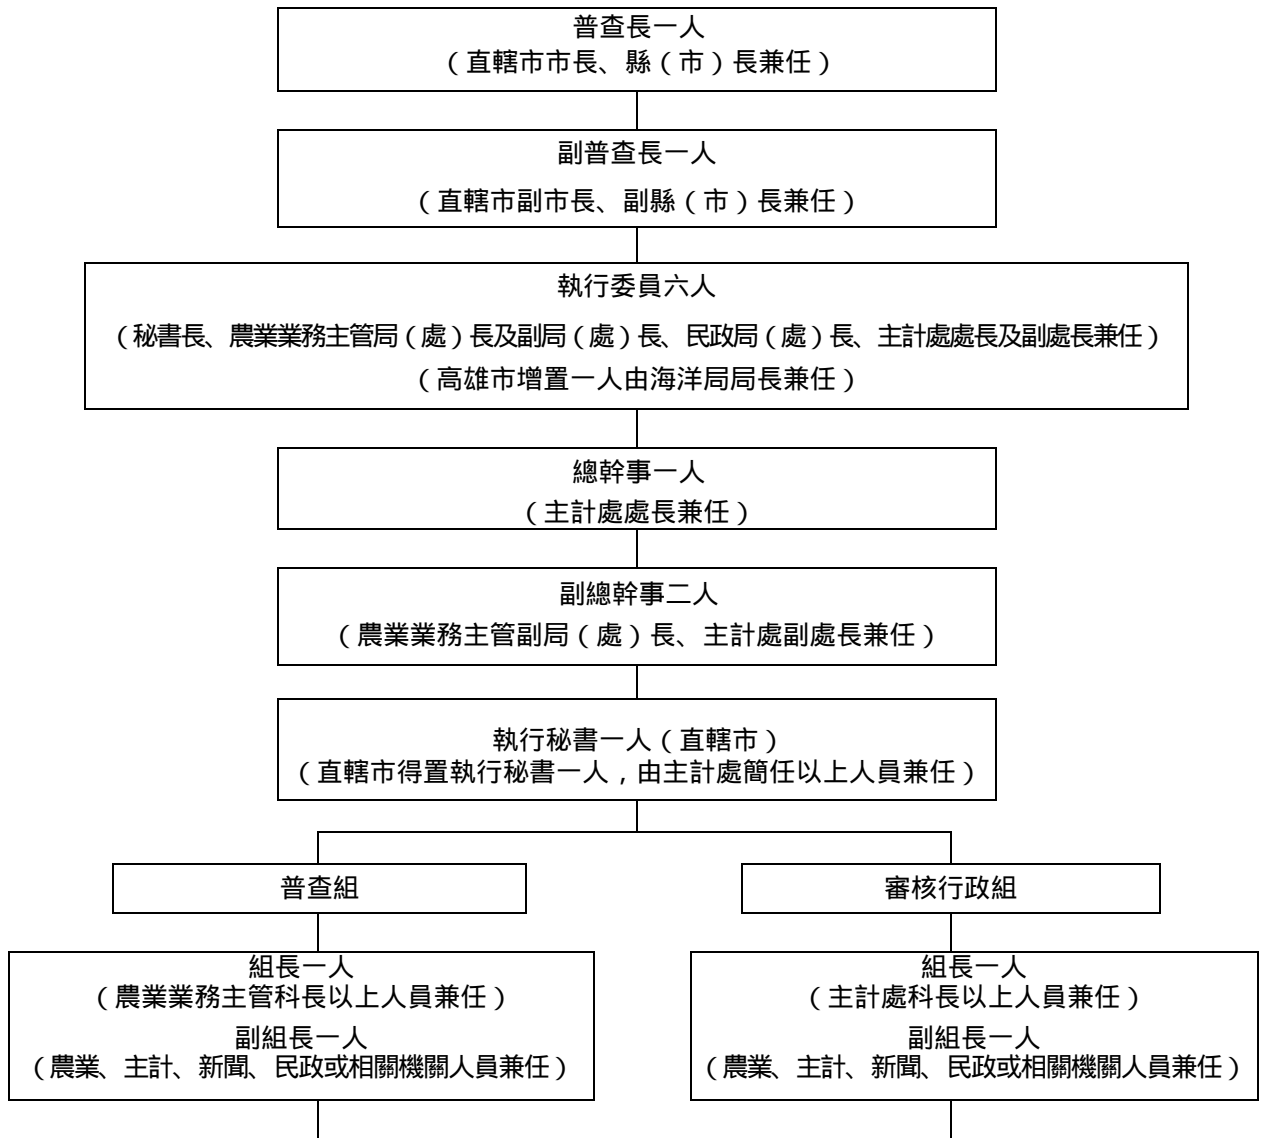 普查長一人
（直轄市市長、縣（市）長兼任）
副普查長一人
（直轄市副市長、副縣（市）長兼任）
執行委員六人
（秘書長、農業業務主管局（處）長及副局（處）長、民政局（處）長、主計處處長及副處長兼任）
（高雄市增置一人由海洋局局長兼任）
總幹事一人
（主計處處長兼任）
副總幹事二人
（農業業務主管副局（處）長、主計處副處長兼任）
執行秘書一人（直轄市）
（直轄市得置執行秘書一人，由主計處簡任以上人員兼任）
普查組
組長一人
（農業業務主管科長以上人員兼任）
副組長一人
（農業、主計、新聞、民政或相關機關人員兼任）
審核行政組
組長一人
（主計處科長以上人員兼任）
副組長一人
（農業、主計、新聞、民政或相關機關人員兼任）